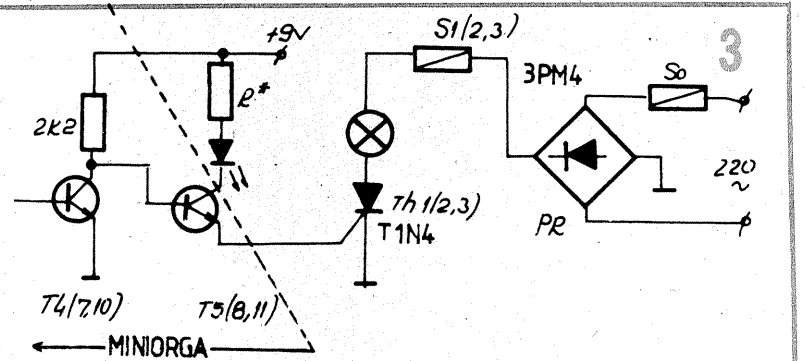 +9V
S1(2,3)
3
3PM4
S0
R*
2K2
220
~
Th1(2,3)
T1N4
PR
T4(7,10)
T5(8,11)
MINIORGA